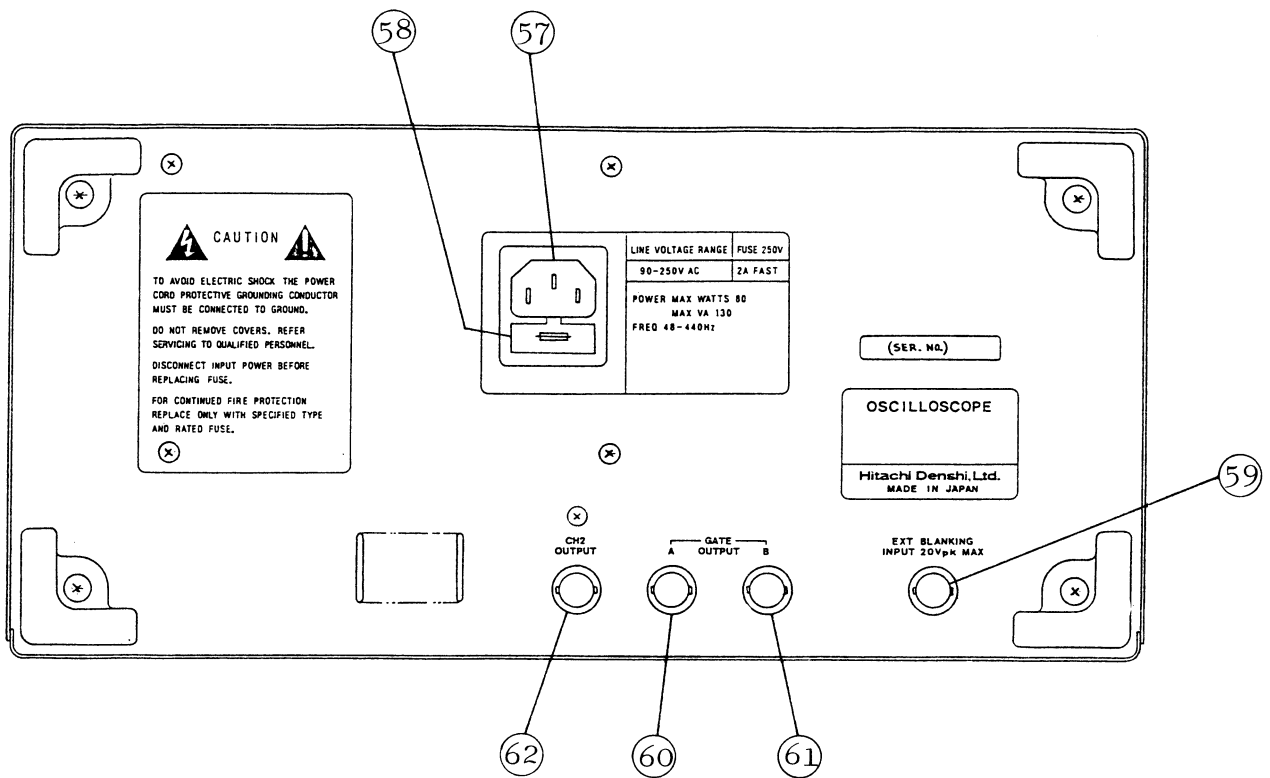 58
57
CAUTION
TO AVOID ELECTRIC SHOCK THE POWER
CORD PROTECTIVE GROUNDING CONDUCTOR
MUST BE CONNECTED TO GROUND.
DO NOT REMOVE COVERS. REFER
SERVICING TO QUALIFIED PERSONNEL.
DISCONNECT INPUT POWER BEFORE
REPLACING FUSE.
FOR CONTINUED FIRE PROTECTION
REPLACE ONLY WITH SPECIFIED TYPE
AND RATED FUSE.
LINE VOLTAGE RANGE FUSE 250V
90-250V AC 2A FAST
POWER MAX WATTS 80
MAX VA 130
FREQ 48-440Hz
(SER. NO.)
OSCILLOSCOPE
Hitachi Denshi, Ltd.
MADE IN JAPAN
59
CH2
OUTPUT
GATE
A OUTPUT B
EXT BLANKING
INPUT 20Vpk MAX
62
60
61